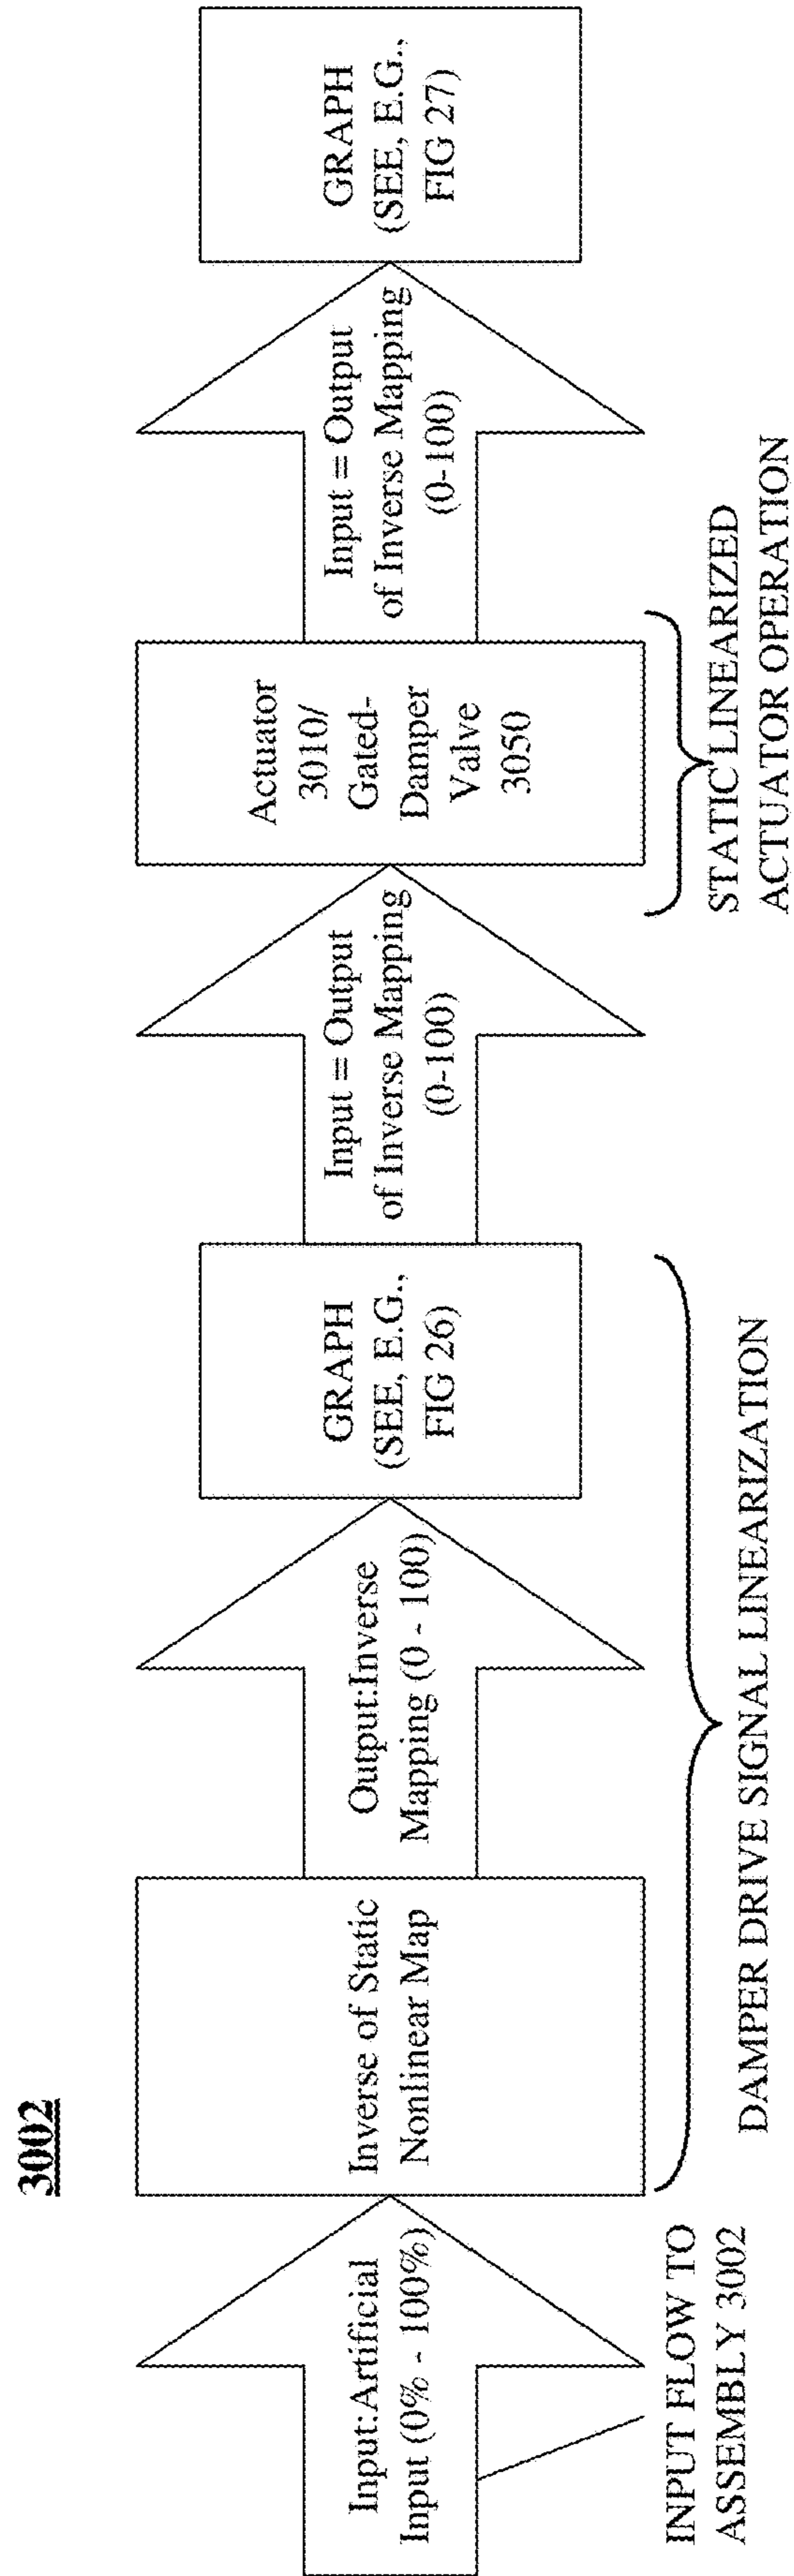 3002
Input:Artificial
Input (0% - 100%)
INPUT FLOW TO
ASSEMBLY 3002
Inverse of Static
Nonlinear Map
Output:Inverse
Mapping (0 - 100)
GRAPH
(SEE, E.G.,
FIG 26)
DAMPER DRIVE SIGNAL LINEARIZATION
Input = Output
of Inverse Mapping
(0-100)
Actuator
3010/
Gated-
Damper
Valve
3050
STATIC LINEARIZED
ACTUATOR OPERATION
Input = Output
of Inverse Mapping
(0-100)
GRAPH
(SEE, E.G.,
FIG 27)